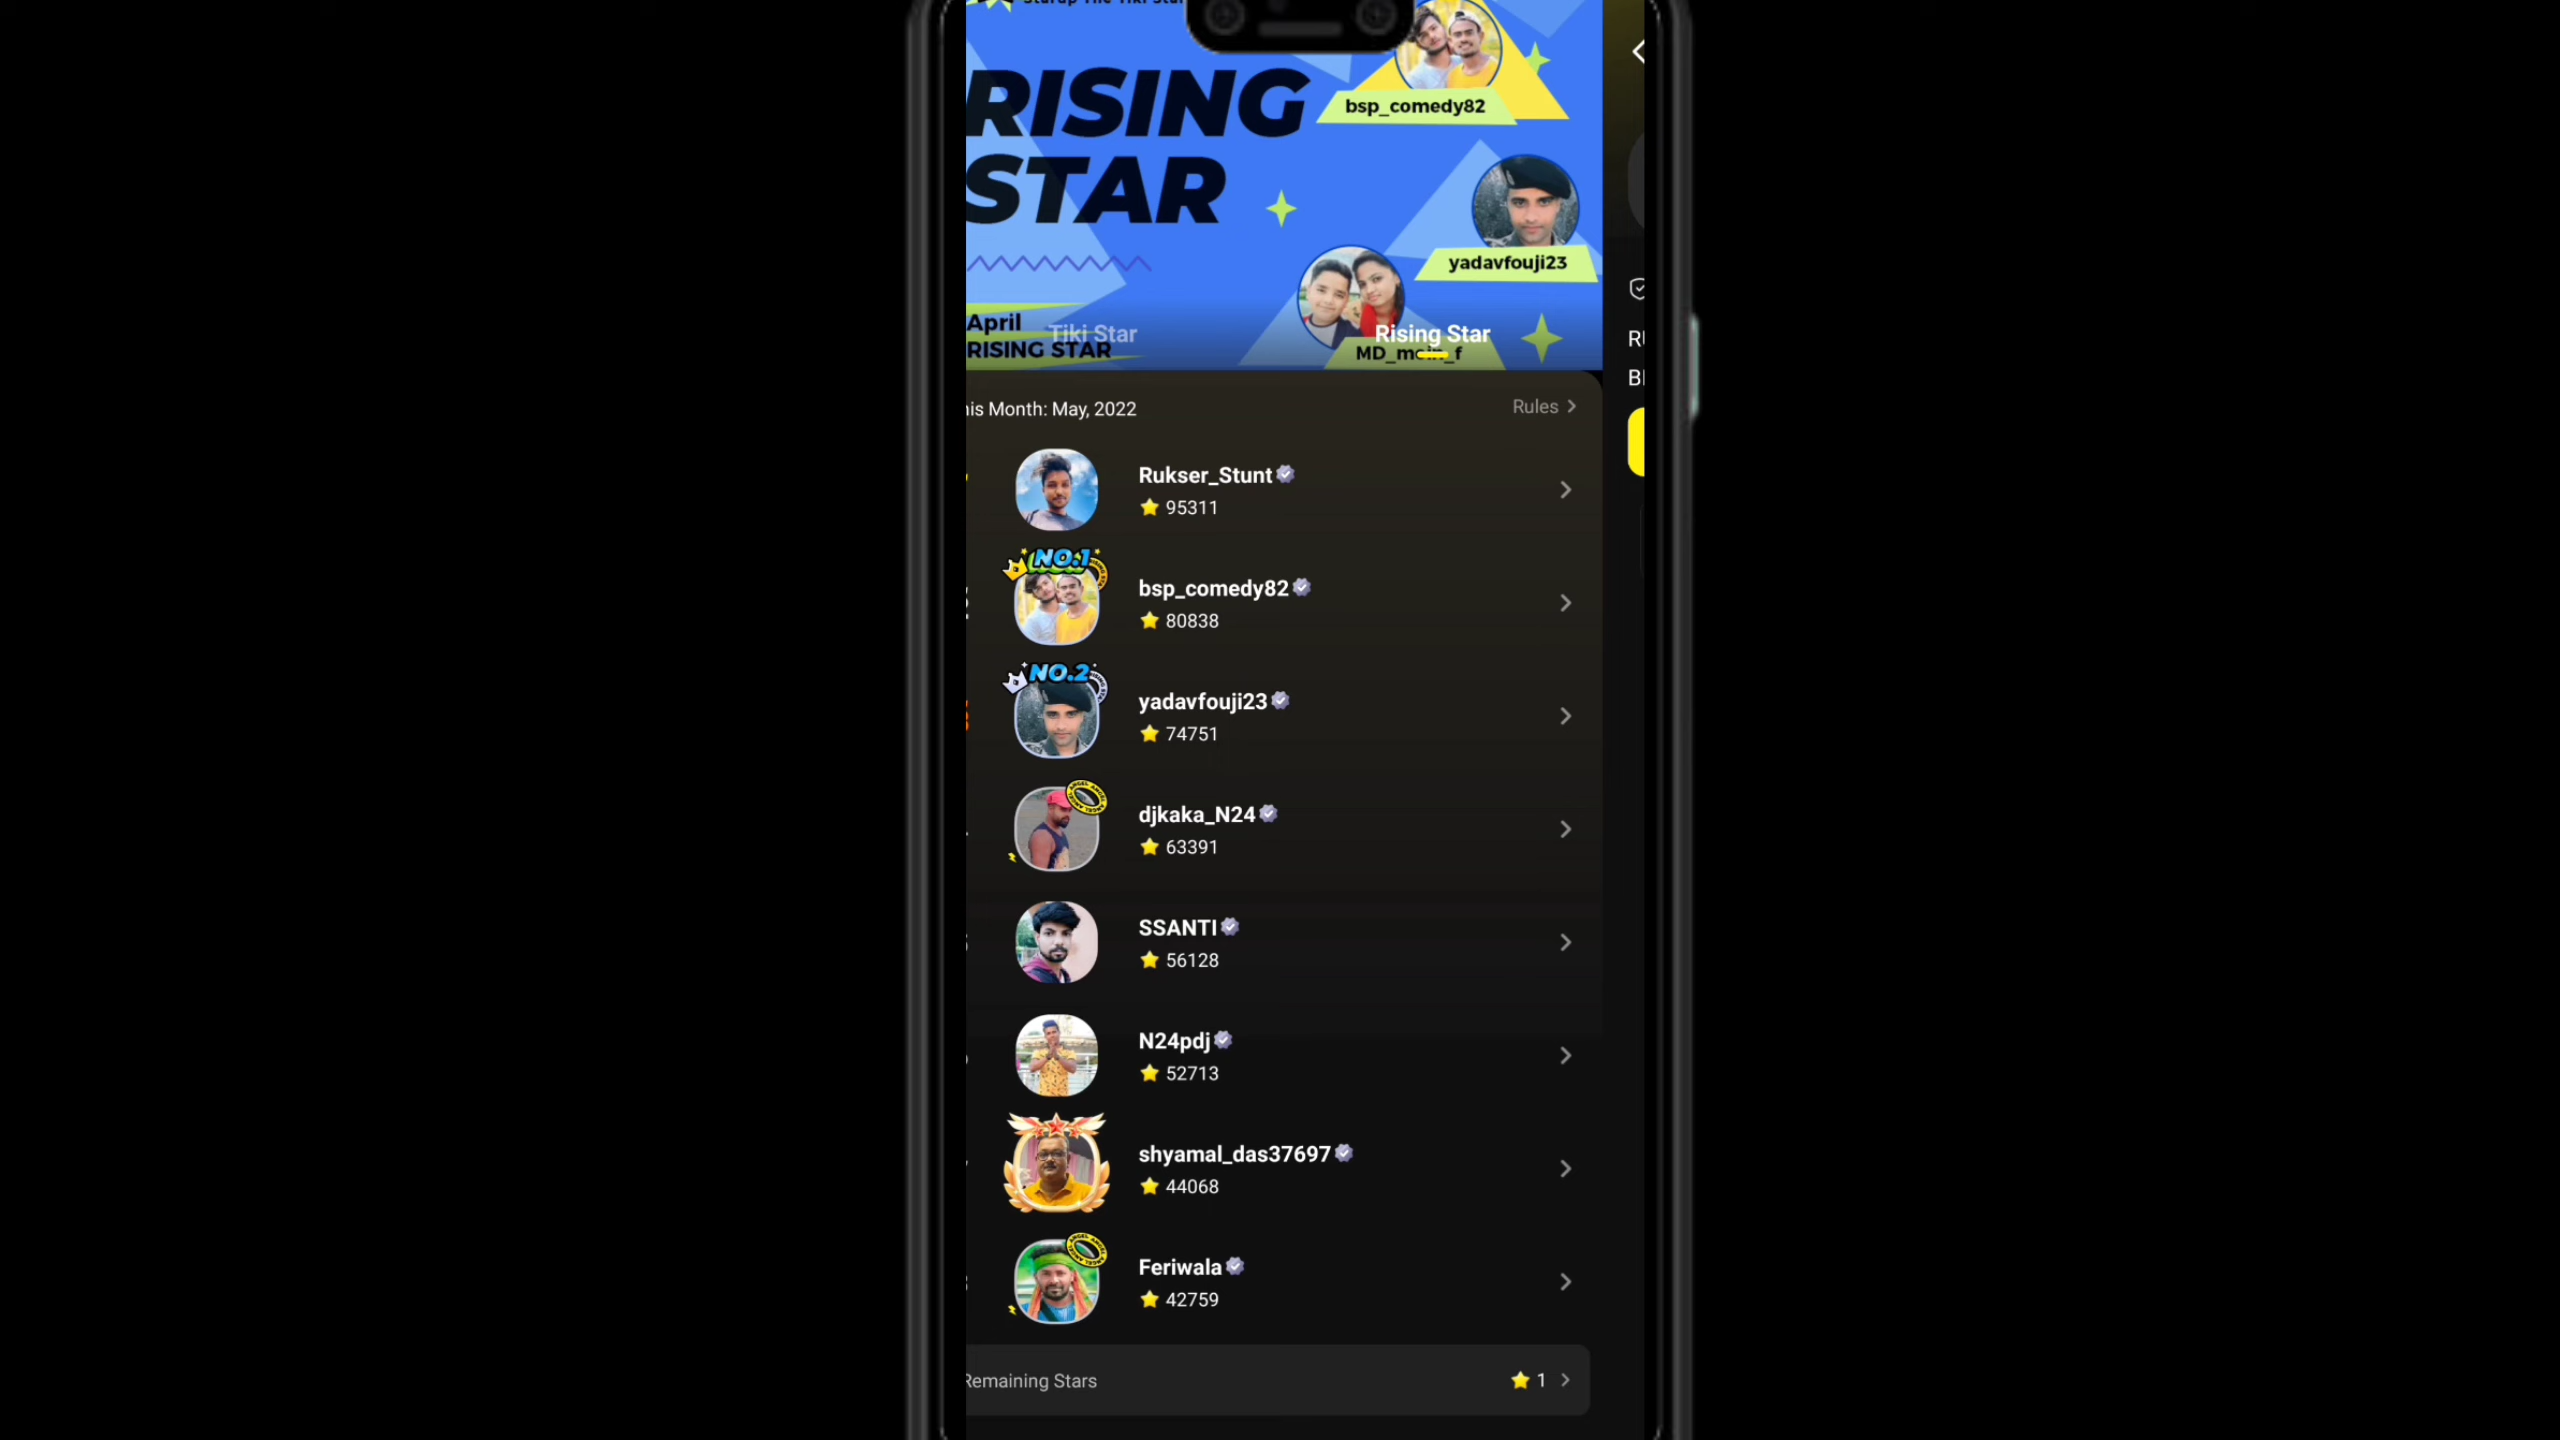 RISING
STAR
bsp_comedy82
yadavfouji23
April
RISING STAR
Tiki Star
Rising Star
This Month: May, 2022
Rules
Rukser_Stunt
95311
NO.1
bsp_comedy82
80838
NO.2
yadavfouji23
74751
djkaka_N24
63391
SSANTI
56128
N24pdj
52713
shyamal_das37697
44068
Feriwala
42759
Remaining Stars
1